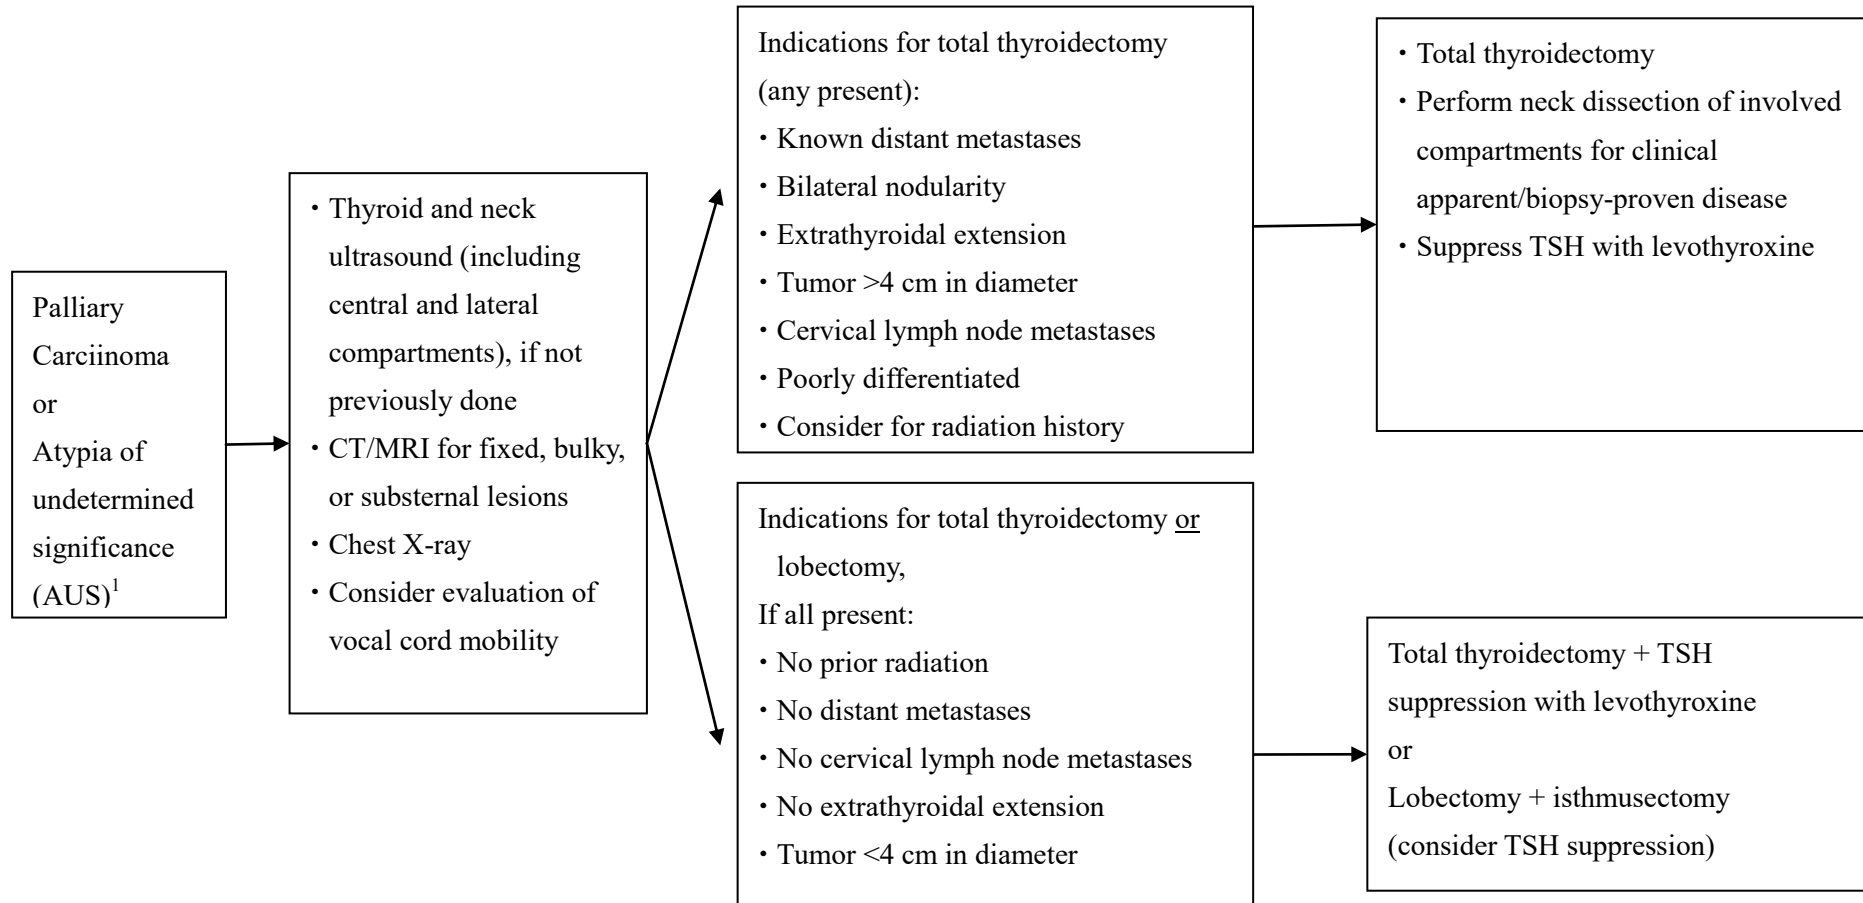 Palliary
Carciinoma
or
Atypia of
undetermined
significance
(AUS)1
・Thyroid and neck
ultrasound (including
central and lateral
compartments), if not
previously done
・CT/MRI for fixed, bulky,
or substernal lesions
・Chest X-ray
・Consider evaluation of
vocal cord mobility
Indications for total thyroidectomy
(any present):
・Known distant metastases
・Bilateral nodularity
・Extrathyroidal extension
・Tumor >4 cm in diameter
・Cervical lymph node metastases
・Poorly differentiated
・Consider for radiation history
・Total thyroidectomy
・Perform neck dissection of involved
compartments for clinical
apparent/biopsy-proven disease
・Suppress TSH with levothyroxine
Indications for total thyroidectomy or
lobectomy,
If all present:
・No prior radiation
・No distant metastases
・No cervical lymph node metastases
・No extrathyroidal extension
・Tumor <4 cm in diameter
Total thyroidectomy + TSH
suppression with levothyroxine
or
Lobectomy + isthmusectomy
(consider TSH suppression)